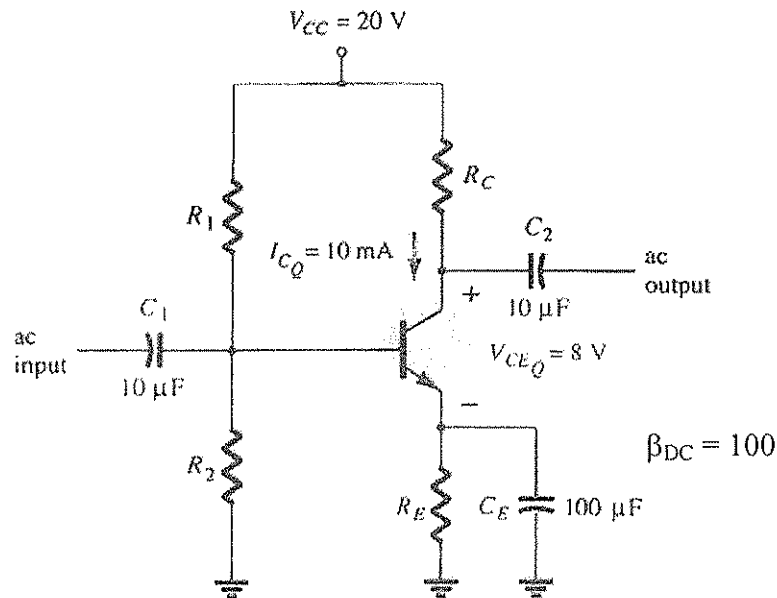 V_CC = 20 V
R_C
R_1
I_CQ = 10 mA
C_2
ac
output
C_1
10 μF
ac
input
V_CEQ = 8 V
10 μF
+
−
β_DC = 100
R_2
R_E
C_E
100 μF